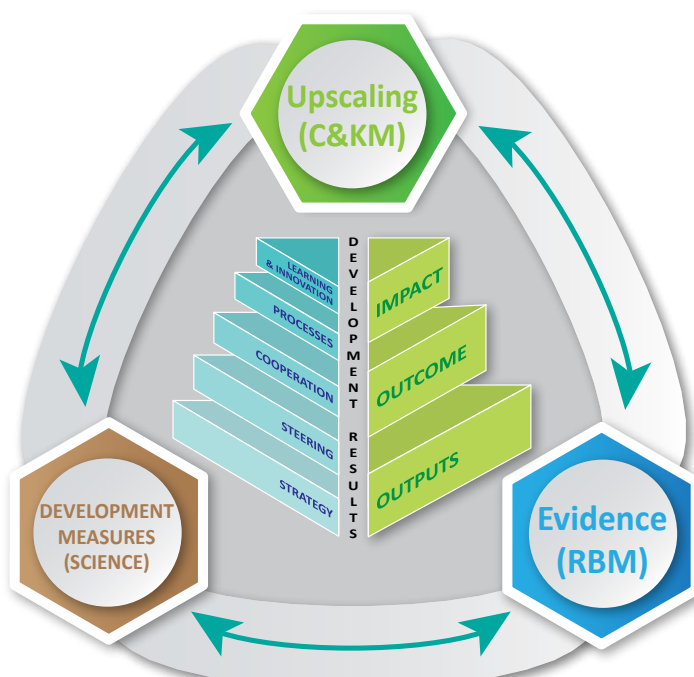 Upscaling
(C&KM)
LEARNING
& INNOVATION
PROCESSES
COOPERATION
STEERING
STRATEGY
DEVELOPMENT RESULTS
IMPACT
OUTCOME
OUTPUTS
DEVELOPMENT
MEASURES
(SCIENCE)
Evidence
(RBM)